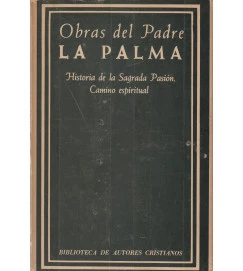 Obras del Padre
LA PALMA
Historia de la Sagrada Pasión.
Camino espiritual
BIBLIOTECA DE AUTORES CRISTIANOS